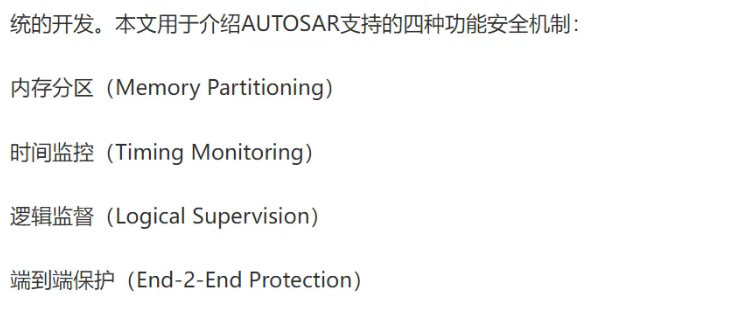 统的开发。本文用于介绍AUTOSAR支持的四种功能安全机制：
内存分区（Memory Partitioning）
时间监控（Timing Monitoring）
逻辑监督（Logical Supervision）
端到端保护（End-2-End Protection）